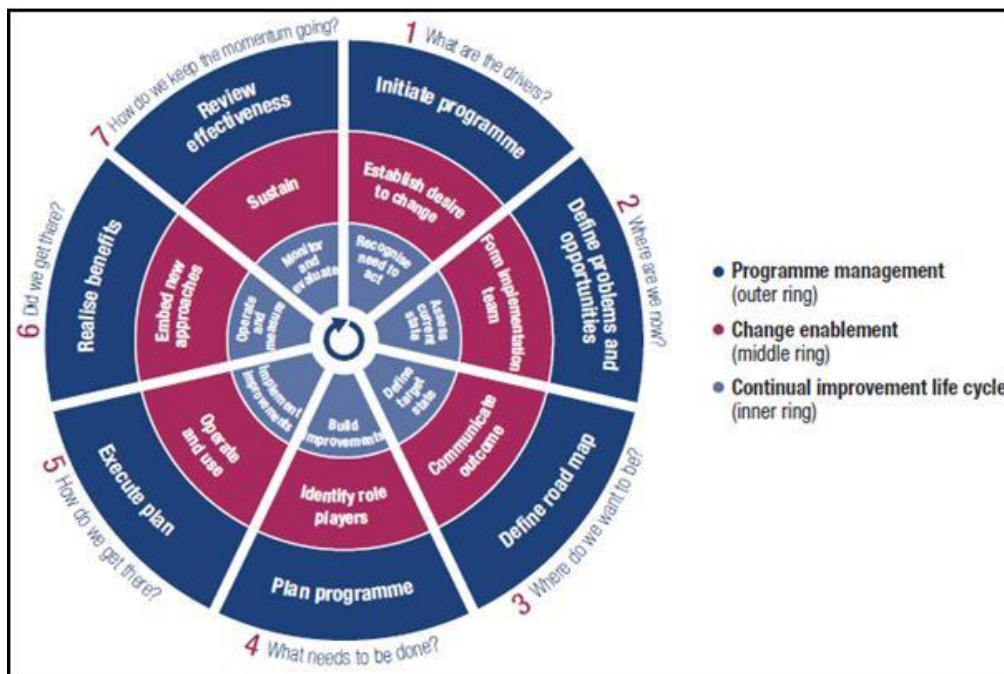 1 What are the drivers?
Initiate programme
Establish desire
to change
Recognise
need to
act
2 Where are we now?
Define problems and
opportunities
Form implementation
team
Assess
current
state
3 Where do we want to be?
Define road map
Communicate
outcome
Define
target
state
4 What needs to be done?
Plan programme
Identify role
players
Build
improvements
5 How do we get there?
Execute plan
Operate
and use
Implement
improvements
6 Did we get there?
Realise benefits
Embed new
approaches
Operate
and
measure
7 How do we keep the momentum going?
Review
effectiveness
Sustain
Monitor
and
evaluate
Programme management
(outer ring)
Change enablement
(middle ring)
Continual improvement life cycle
(inner ring)